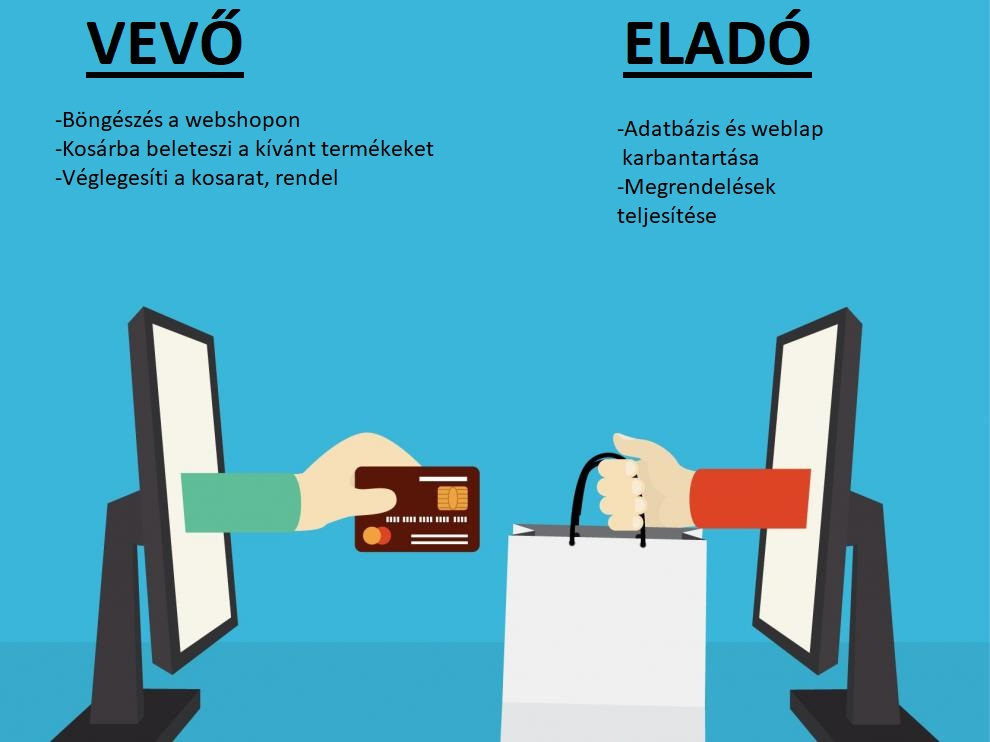 VEVŐ
-Böngészés a webshopon
-Kosárba beleteszi a kívánt termékeket
-Véglegesíti a kosarat, rendel
ELADÓ
-Adatbázis és weblap
karbantartása
-Megrendelések
teljesítése